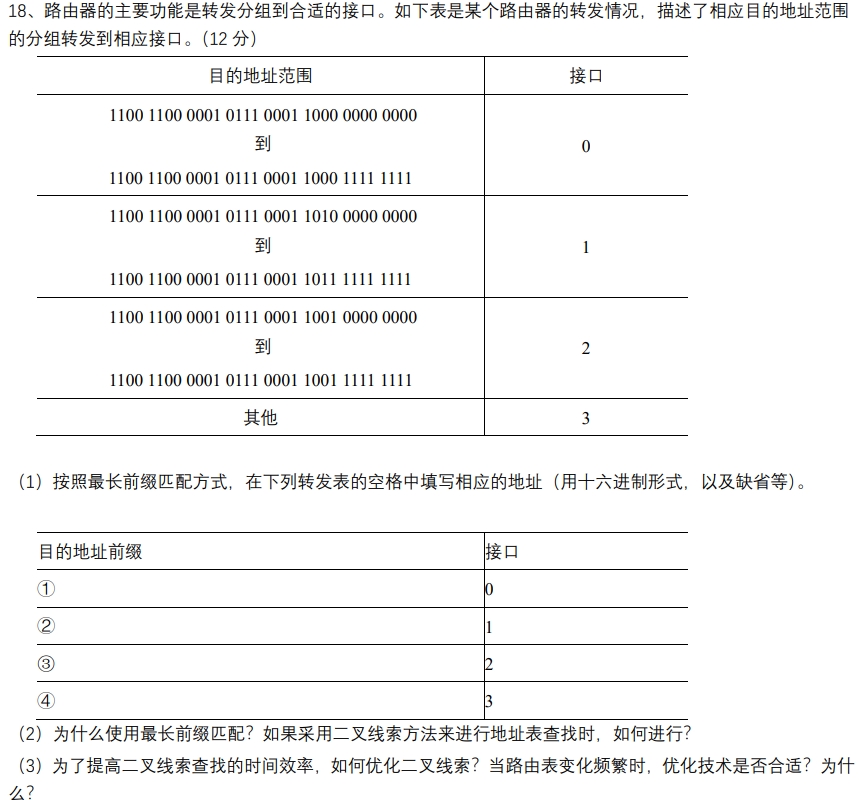 18、路由器的主要功能是转发分组到合适的接口。如下表是某个路由器的转发情况，描述了相应目的地址范围
的分组转发到相应接口。（12 分）
目的地址范围 接口
1100 1100 0001 0111 0001 1000 0000 0000
到
1100 1100 0001 0111 0001 1000 1111 1111
0
1100 1100 0001 0111 0001 1010 0000 0000
到
1100 1100 0001 0111 0001 1011 1111 1111
1
1100 1100 0001 0111 0001 1001 0000 0000
到
1100 1100 0001 0111 0001 1001 1111 1111
2
其他 3
（1）按照最长前缀匹配方式，在下列转发表的空格中填写相应的地址（用十六进制形式，以及缺省等）。
目的地址前缀 接口
① 0
② 1
③ 2
④ 3
（2）为什么使用最长前缀匹配？如果采用二叉线索方法来进行地址表查找时，如何进行？
（3）为了提高二叉线索查找的时间效率，如何优化二叉线索？当路由表变化频繁时，优化技术是否合适？为什
么？